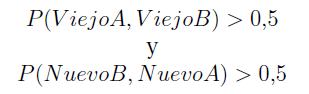 P(ViejoA, ViejoB) > 0,5
y
P(NuevoB, NuevoA) > 0,5